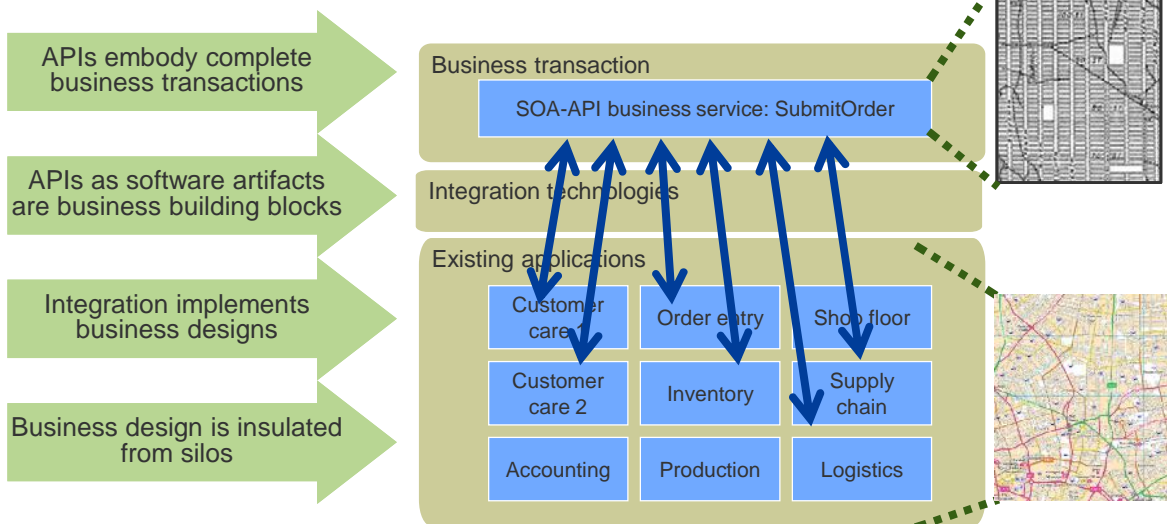 APIs embody complete
business transactions
APIs as software artifacts
are business building blocks
Integration implements
business designs
Business design is insulated
from silos
Business transaction
SOA-API business service: SubmitOrder
Integration technologies
Existing applications
Customer
care 1
Order entry
Shop floor
Customer
care 2
Inventory
Supply
chain
Accounting
Production
Logistics